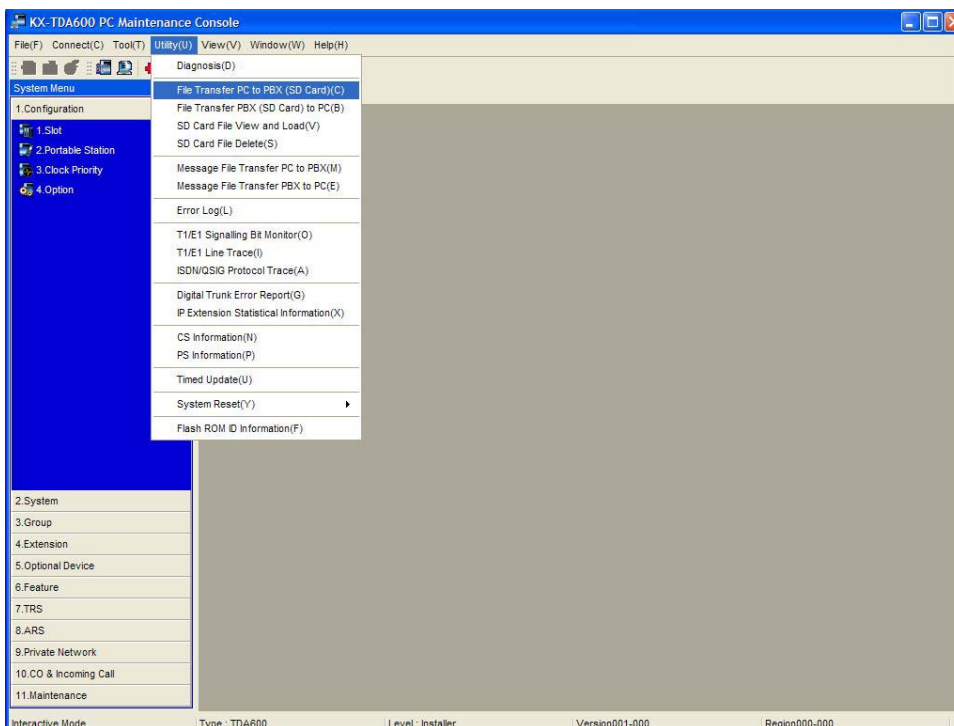 KX-TDA600 PC Maintenance Console
File(F) Connect(C) Tool(T) Utility(U) View(V) Window(W) Help(H)
Diagnosis(D)
File Transfer PC to PBX (SD Card)(C)
File Transfer PBX (SD Card) to PC(B)
SD Card File View and Load(V)
SD Card File Delete(S)
Message File Transfer PC to PBX(M)
Message File Transfer PBX to PC(E)
Error Log(L)
T1/E1 Signalling Bit Monitor(O)
T1/E1 Line Trace(I)
ISDN/QSIG Protocol Trace(A)
Digital Trunk Error Report(G)
IP Extension Statistical Information(X)
CS Information(N)
PS Information(P)
Timed Update(U)
System Reset(Y)
Flash ROM ID Information(F)
System Menu
1.Configuration
1.Slot
2.Portable Station
3.Clock Priority
4.Option
2.System
3.Group
4.Extension
5.Optional Device
6.Feature
7.TRS
8.ARS
9.Private Network
10.CO & Incoming Call
11.Maintenance
Interactive Mode Type : TDA600 Level : Installer Version001-000 Region000-000